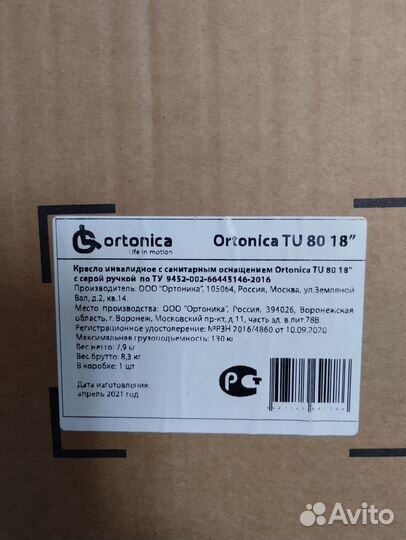 ortonica
Life in motion
Ortonica TU 80 18”
Кресло инвалидное с санитарным оснащением Ortonica TU 80 18”
с серой ручкой по ТУ 9452-002-66445146-2016
Производитель: ООО "Ортоника", 105064, Россия, Москва, ул.Земляной
Вал, д.2, кв.14.
Место производства: ООО "Ортоника", Россия, 394026, Воронежская
область, г. Воронеж, Московский пр-кт, д.11, часть зд. в лит.78В
Регистрационное удостоверение: №РЗН 2016/4860 от 10.09.2020
Максимальная грузоподъемность: 130 кг.
Вес нетто: 7,9 кг
Вес брутто: 8,3 кг
В коробке: 1 шт
Дата изготовления:
апрель 2021 год
РСТ
Avito